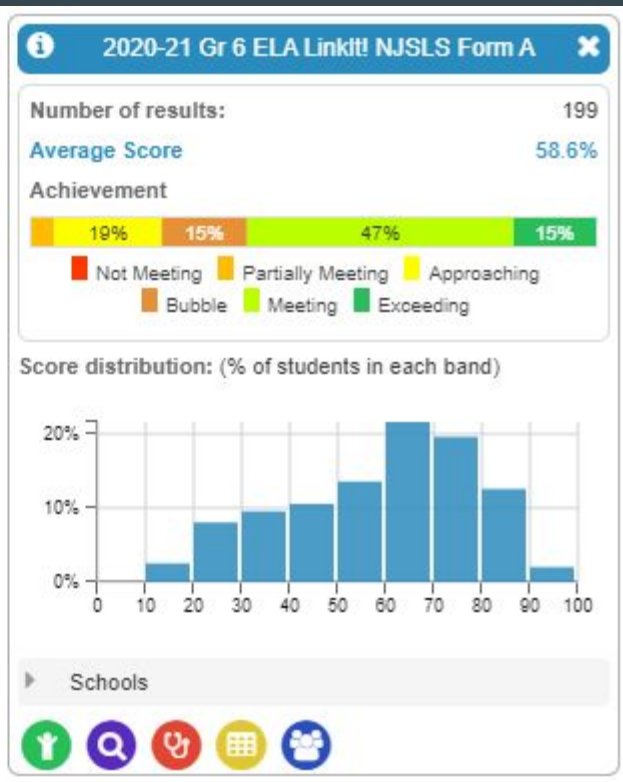 2020-21 Gr 6 ELA LinkIt! NJSLS Form A
Number of results: 199
Average Score 58.6%
Achievement
19% 15% 47% 15%
Not Meeting Partially Meeting Approaching
Bubble Meeting Exceeding
Score distribution: (% of students in each band)
20%
10%
0%
0 10 20 30 40 50 60 70 80 90 100
Schools